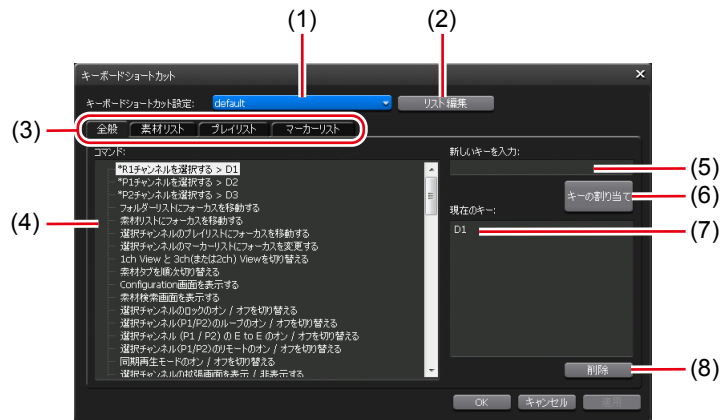 (1)
(2)
キーボードショートカット
キーボードショートカット設定:
default
リスト編集
(3)
全般
素材リスト
プレイリスト
マーカーリスト
コマンド:
新しいキーを入力:
*R1チャンネルを選択する > D1
*P1チャンネルを選択する > D2
*P2チャンネルを選択する > D3
フォルダーリストにフォーカスを移動する
素材リストにフォーカスを移動する
選択チャンネルのプレイリストにフォーカスを移動する
選択チャンネルのマーカーリストにフォーカスを変更する
1ch View と 3ch(または2ch) Viewを切り替える
素材タブを順次切り替える
Configuration画面を表示する
素材検索画面を表示する
選択チャンネルのロックのオン / オフを切り替える
選択チャンネル(P1/P2)のループのオン / オフを切り替える
選択チャンネル (P1 / P2) の E to E のオン / オフを切り替える
選択チャンネル(P1/P2)のリモートのオン / オフを切り替える
同期再生モードのオン / オフを切り替える
選択チャンネルの拡張画面を表示 / 非表示する
(4)
(5)
キーの割り当て
(6)
現在のキー:
D1
(7)
削除
(8)
OK
キャンセル
適用